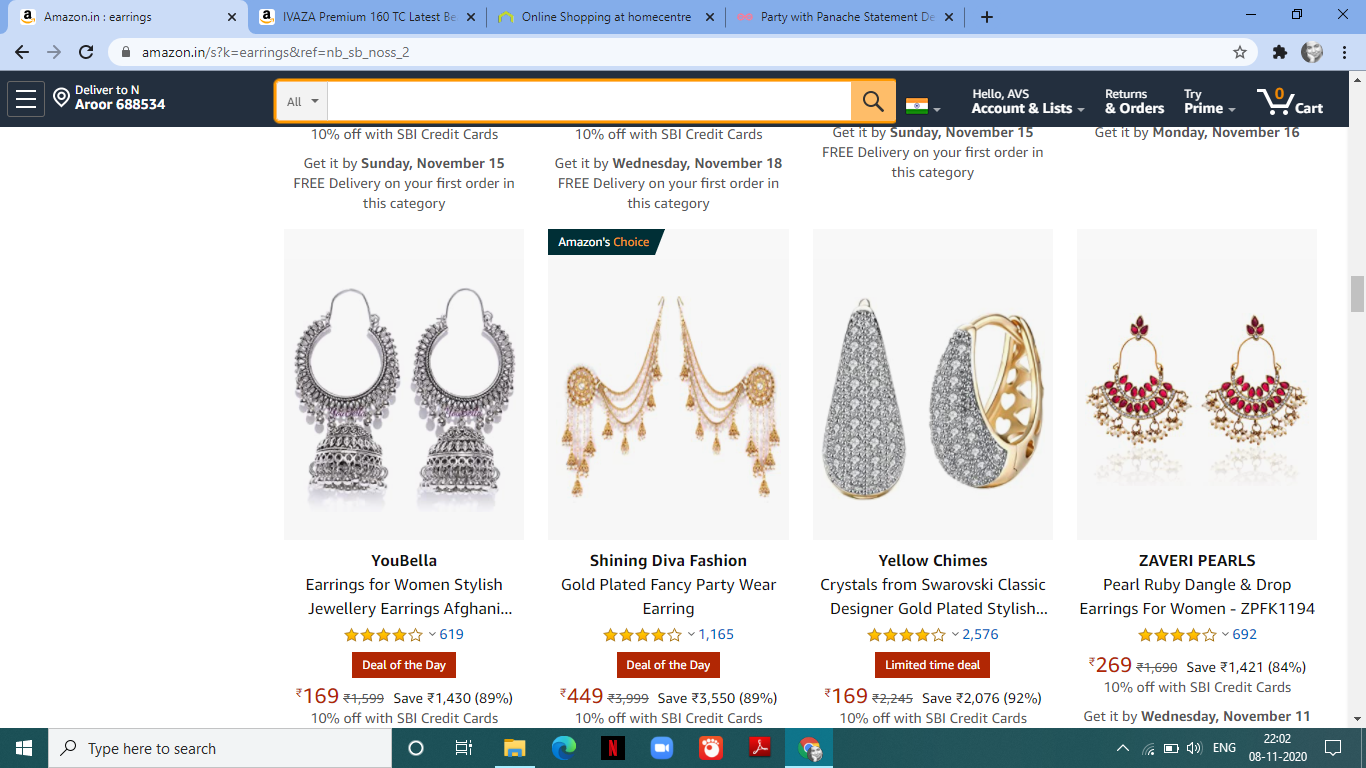 Amazon.in : earrings
IVAZA Premium 160 TC Latest Be
Online Shopping at homecentre
Party with Panache Statement De
amazon.in/s?k=earrings&ref=nb_sb_noss_2
Deliver to N
Aroor 688534
All
Hello, AVS
Account & Lists
Returns
& Orders
Try
Prime
0
Cart
10% off with SBI Credit Cards
Get it by Sunday, November 15
FREE Delivery on your first order in
this category
10% off with SBI Credit Cards
Get it by Wednesday, November 18
FREE Delivery on your first order in
this category
Get it by Sunday, November 15
FREE Delivery on your first order in
this category
Get it by Monday, November 16
YouBella
Earrings for Women Stylish
Jewellery Earrings Afghani...
619
Deal of the Day
₹169 ₹1,599 Save ₹1,430 (89%)
10% off with SBI Credit Cards
Amazon's Choice
Shining Diva Fashion
Gold Plated Fancy Party Wear
Earring
1,165
Deal of the Day
₹449 ₹3,999 Save ₹3,550 (89%)
10% off with SBI Credit Cards
Yellow Chimes
Crystals from Swarovski Classic
Designer Gold Plated Stylish...
2,576
Limited time deal
₹169 ₹2,245 Save ₹2,076 (92%)
10% off with SBI Credit Cards
ZAVERI PEARLS
Pearl Ruby Dangle & Drop
Earrings For Women - ZPFK1194
692
₹269 ₹1,690 Save ₹1,421 (84%)
10% off with SBI Credit Cards
Get it by Wednesday, November 11
Type here to search
ENG
22:02
08-11-2020